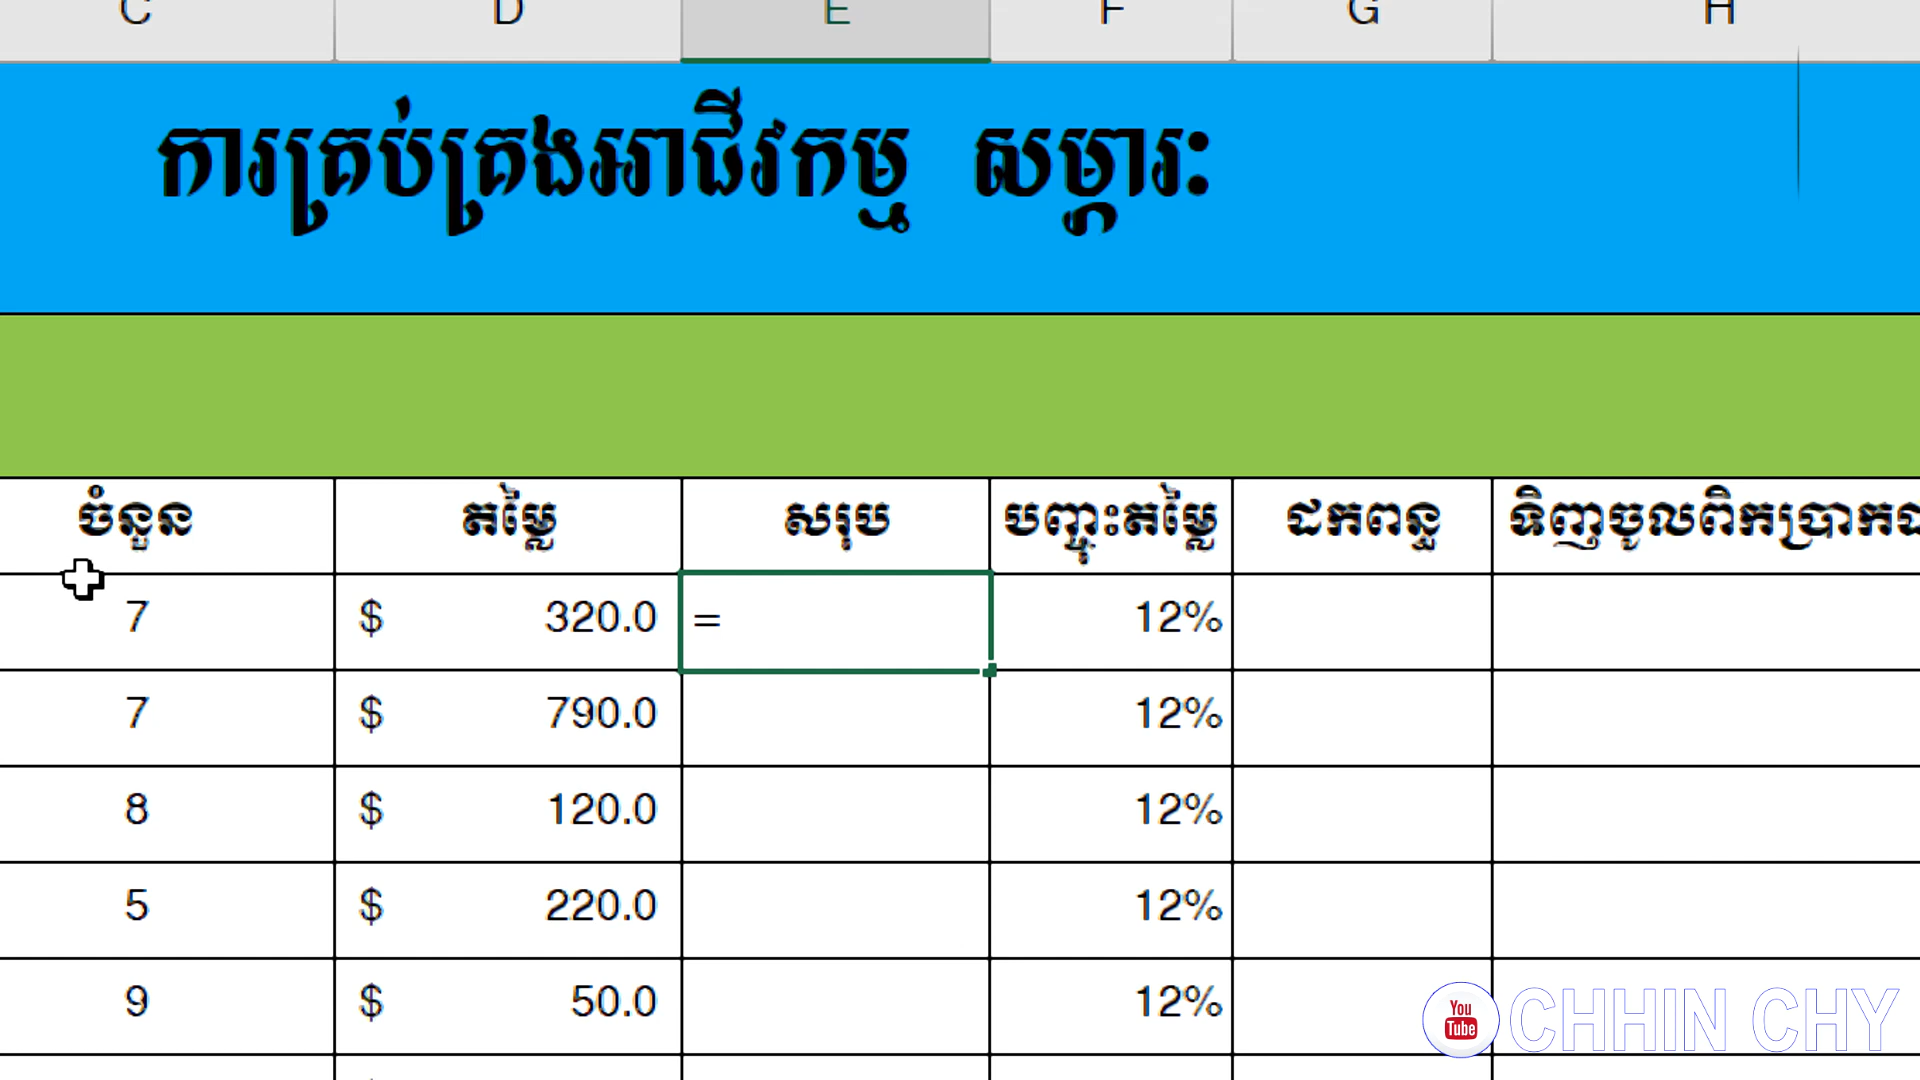 C D E F G H
ការគ្រប់គ្រងអាជីវកម្ម សម្ភារៈ
ចំនួន តម្លៃ សរុប បញ្ចុះតម្លៃ ដកពន្ធ
7 $ 320.0 = 12%
7 $ 790.0 12%
8 $ 120.0 12%
5 $ 220.0 12%
9 $ 50.0 12%
You Tube CHHIN CHY